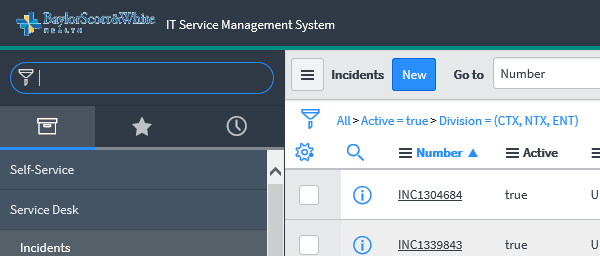 BaylorScott&White
HEALTH
IT Service Management System
Incidents New Go to Number
All > Active = true > Division = (CTX, NTX, ENT)
Number Active
Self-Service
INC1304684 true U
Service Desk
Incidents
INC1339843 true U